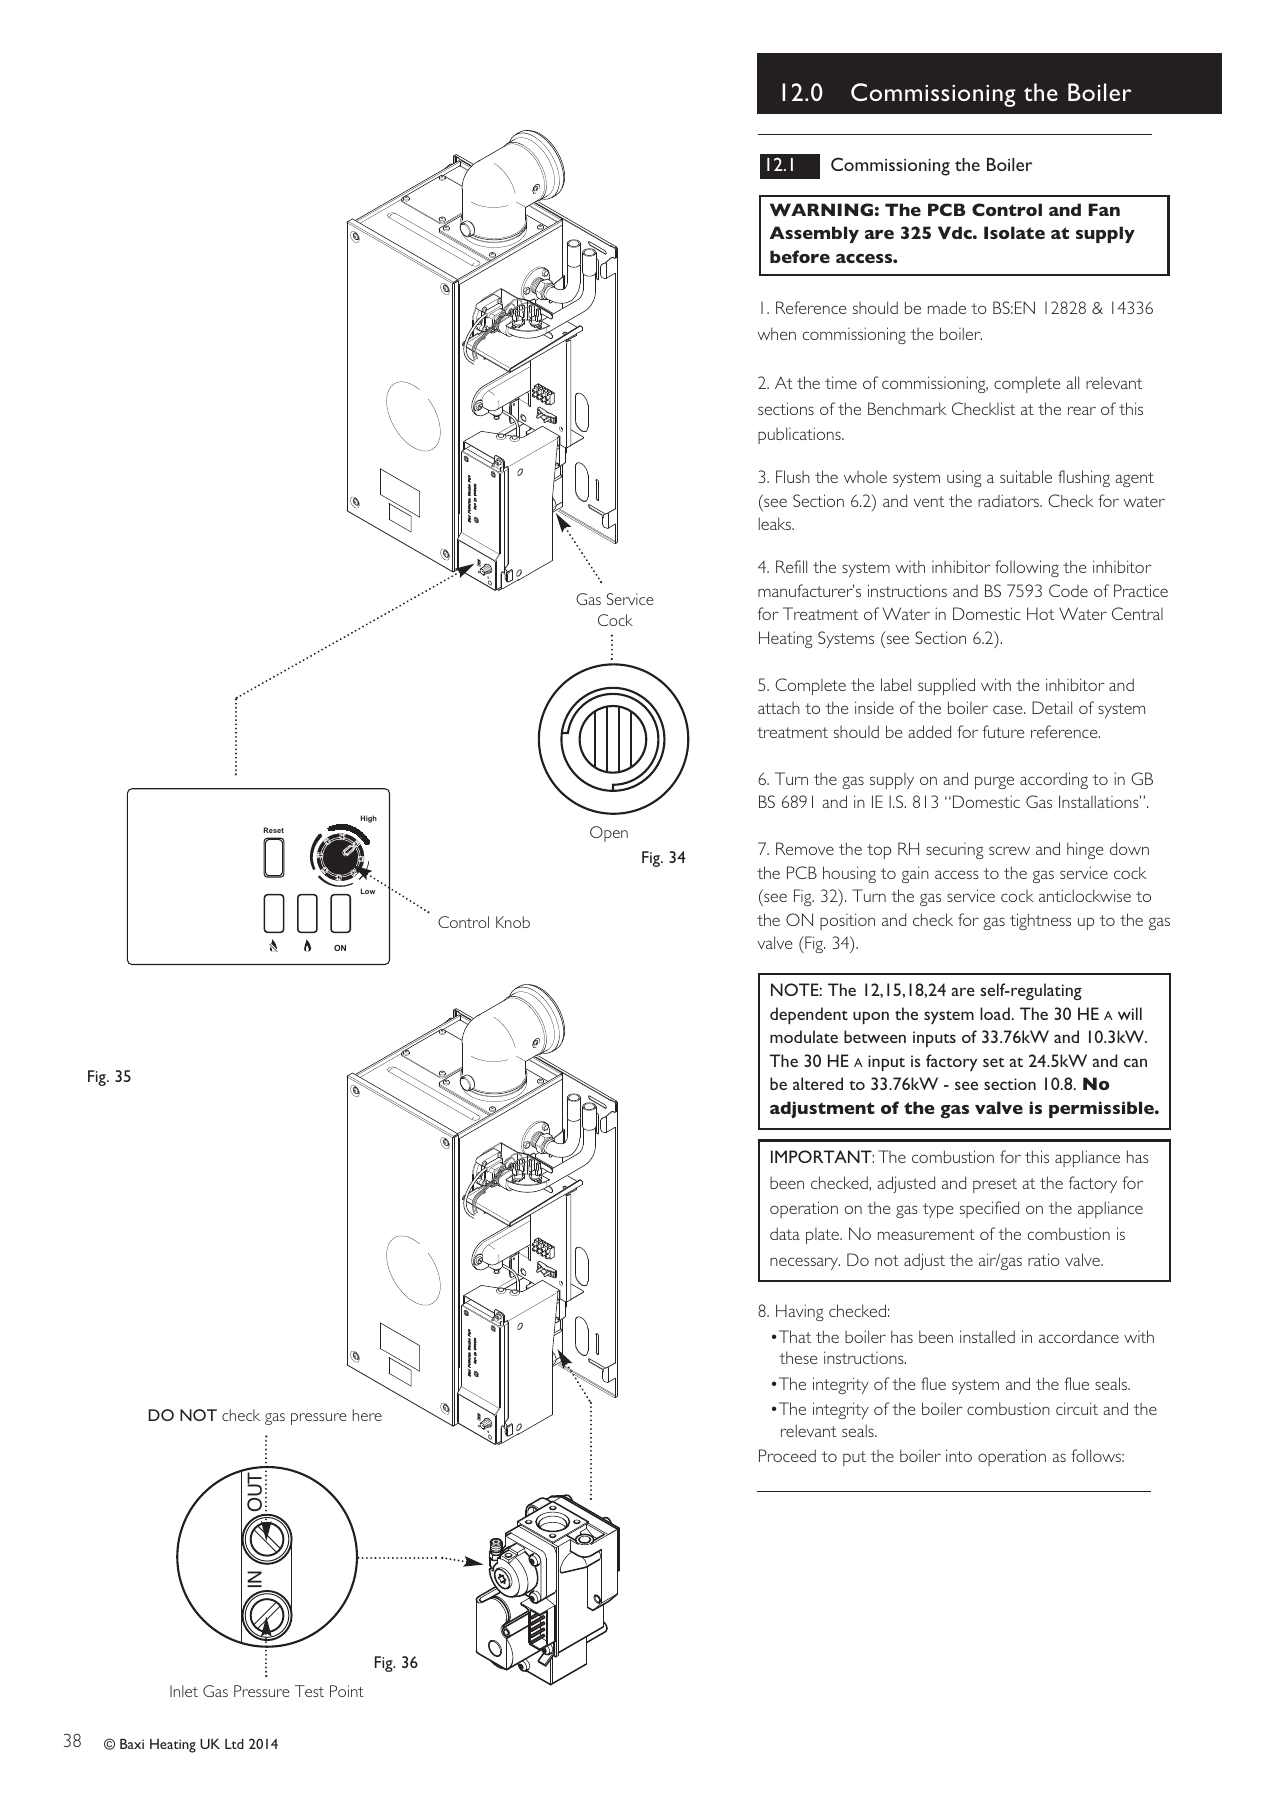 12.0 Commissioning the Boiler
12.1 Commissioning the Boiler
WARNING: The PCB Control and Fan
Assembly are 325 Vdc. Isolate at supply
before access.
1. Reference should be made to BS:EN 12828 & 14336
when commissioning the boiler.
2. At the time of commissioning, complete all relevant
sections of the Benchmark Checklist at the rear of this
publications.
3. Flush the whole system using a suitable flushing agent
(see Section 6.2) and vent the radiators. Check for water
leaks.
4. Refill the system with inhibitor following the inhibitor
manufacturer's instructions and BS 7593 Code of Practice
for Treatment of Water in Domestic Hot Water Central
Heating Systems (see Section 6.2).
5. Complete the label supplied with the inhibitor and
attach to the inside of the boiler case. Detail of system
treatment should be added for future reference.
6. Turn the gas supply on and purge according to in GB
BS 6891 and in IE I.S. 813 “Domestic Gas Installations”.
7. Remove the top RH securing screw and hinge down
the PCB housing to gain access to the gas service cock
(see Fig. 32). Turn the gas service cock anticlockwise to
the ON position and check for gas tightness up to the gas
valve (Fig. 34).
NOTE: The 12,15,18,24 are self-regulating
dependent upon the system load. The 30 HE A will
modulate between inputs of 33.76kW and 10.3kW.
The 30 HE A input is factory set at 24.5kW and can
be altered to 33.76kW - see section 10.8. No
adjustment of the gas valve is permissible.
IMPORTANT: The combustion for this appliance has
been checked, adjusted and preset at the factory for
operation on the gas type specified on the appliance
data plate. No measurement of the combustion is
necessary. Do not adjust the air/gas ratio valve.
8. Having checked:
•That the boiler has been installed in accordance with
these instructions.
•The integrity of the flue system and the flue seals.
•The integrity of the boiler combustion circuit and the
relevant seals.
Proceed to put the boiler into operation as follows:
Gas Service
Cock
Open
Fig. 34
High
Reset
Low
ON
Control Knob
Fig. 35
DO NOT check gas pressure here
OUT
IN
Fig. 36
Inlet Gas Pressure Test Point
38 © Baxi Heating UK Ltd 2014